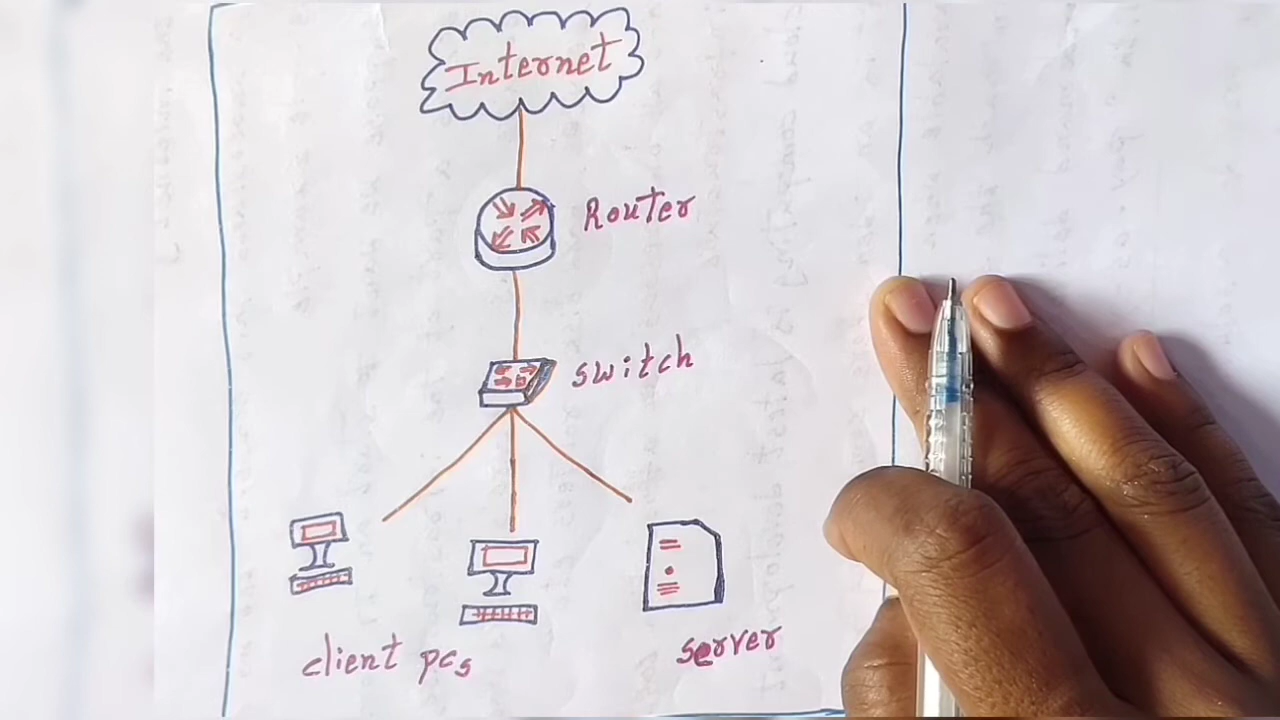 Internet
Router
switch
client pcs
server